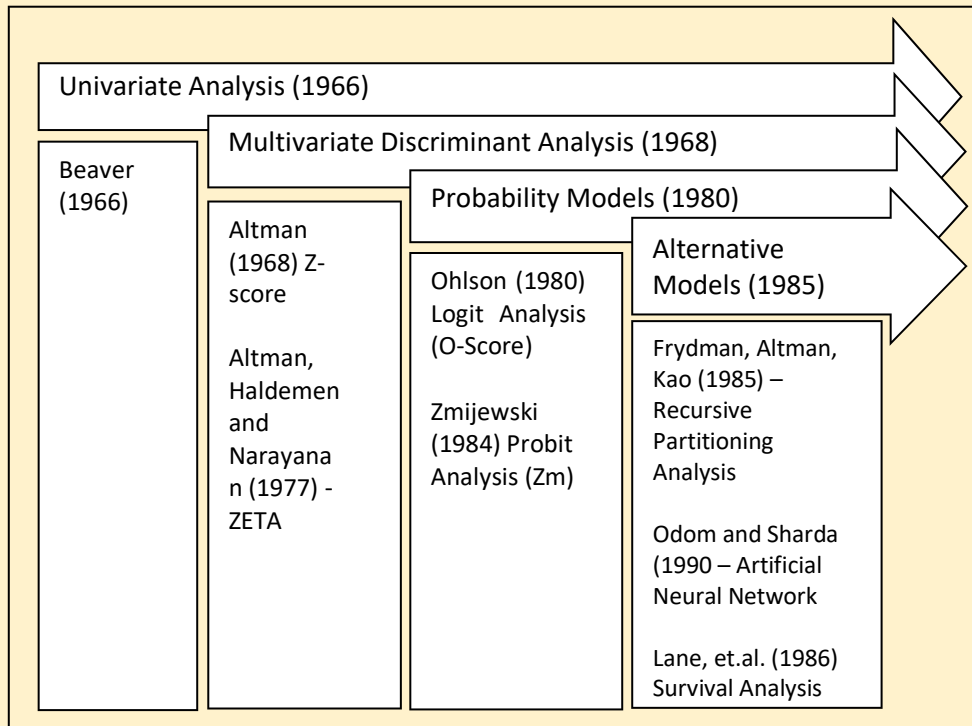 Univariate Analysis (1966)
Beaver
(1966)
Multivariate Discriminant Analysis (1968)
Altman
(1968) Z-
score
Altman,
Haldemen
and
Narayana
n (1977) -
ZETA
Probability Models (1980)
Ohlson (1980)
Logit Analysis
(O-Score)
Zmijewski
(1984) Probit
Analysis (Zm)
Alternative
Models (1985)
Frydman, Altman,
Kao (1985) –
Recursive
Partitioning
Analysis
Odom and Sharda
(1990 – Artificial
Neural Network
Lane, et.al. (1986)
Survival Analysis